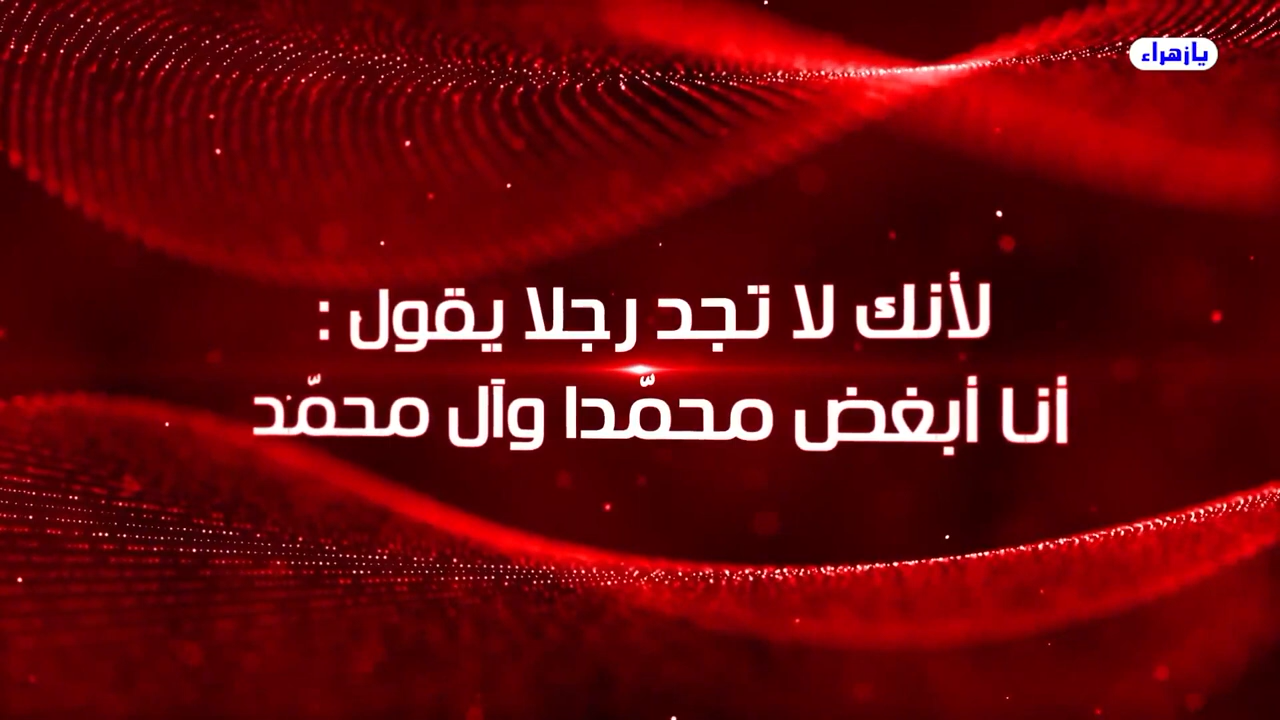 يازهراء
لأنك لا تجد رجلا يقول :
أنا أبغض محمّدا وآل محمّد